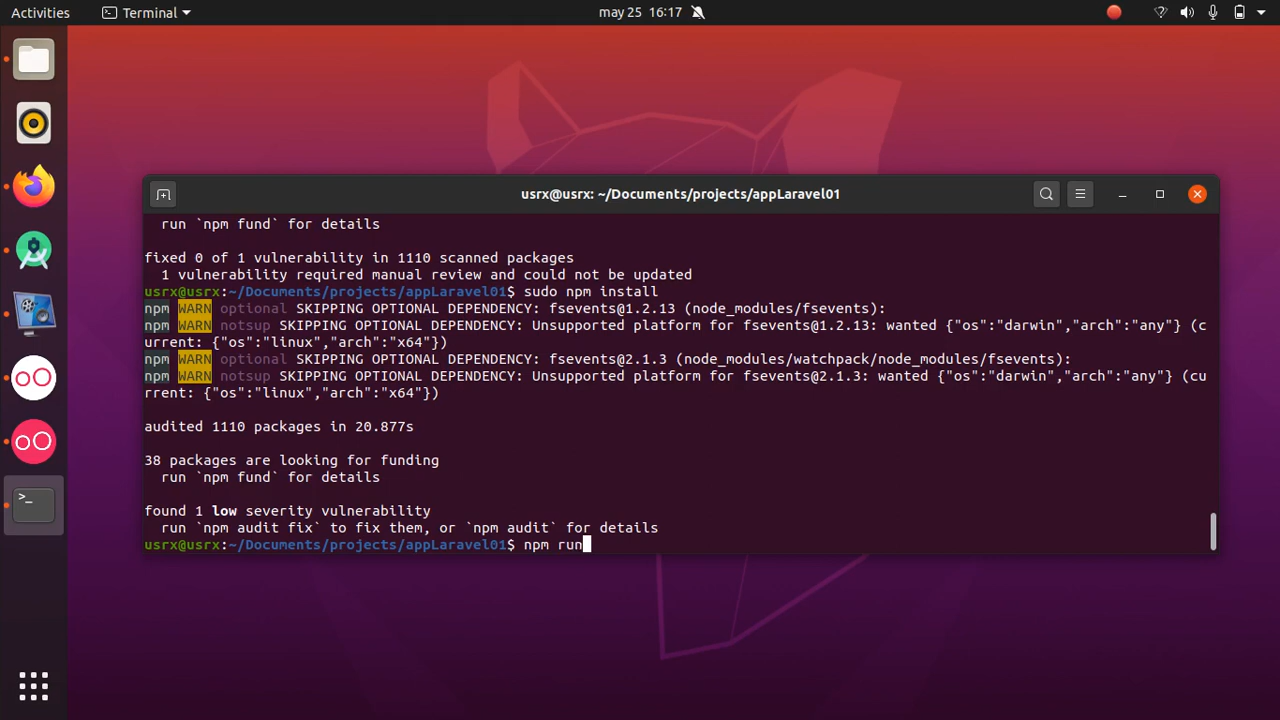 Activities
Terminal
may 25 16:17
usrx@usrx: ~/Documents/projects/appLaravel01
run `npm fund` for details
fixed 0 of 1 vulnerability in 1110 scanned packages
1 vulnerability required manual review and could not be updated
usrx@usrx:~/Documents/projects/appLaravel01$ sudo npm install
npm WARN optional SKIPPING OPTIONAL DEPENDENCY: fsevents@1.2.13 (node_modules/fsevents):
npm WARN notsup SKIPPING OPTIONAL DEPENDENCY: Unsupported platform for fsevents@1.2.13: wanted {"os":"darwin","arch":"any"} (c
urrent: {"os":"linux","arch":"x64"})
npm WARN optional SKIPPING OPTIONAL DEPENDENCY: fsevents@2.1.3 (node_modules/watchpack/node_modules/fsevents):
npm WARN notsup SKIPPING OPTIONAL DEPENDENCY: Unsupported platform for fsevents@2.1.3: wanted {"os":"darwin","arch":"any"} (cu
rrent: {"os":"linux","arch":"x64"})
audited 1110 packages in 20.877s
38 packages are looking for funding
run `npm fund` for details
found 1 low severity vulnerability
run `npm audit fix` to fix them, or `npm audit` for details
usrx@usrx:~/Documents/projects/appLaravel01$ npm run